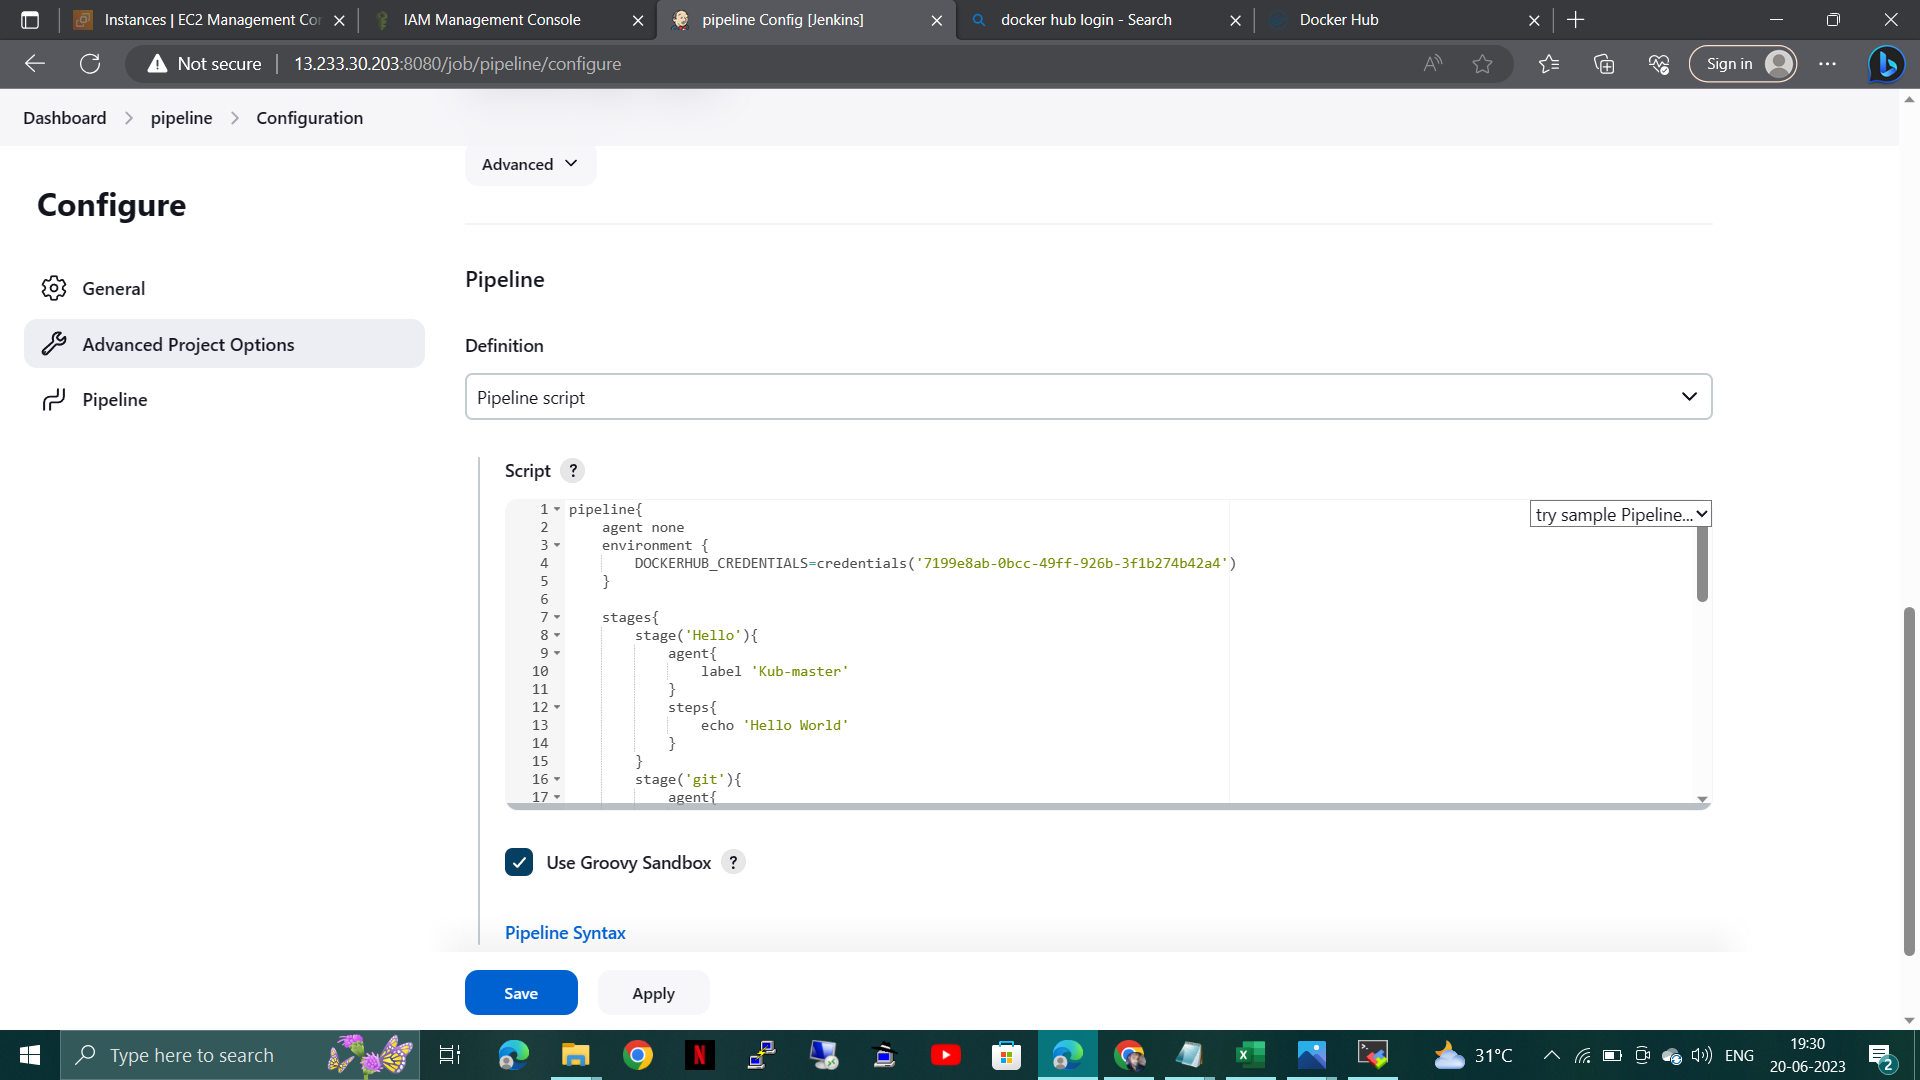 Instances | EC2 Management Con
IAM Management Console
pipeline Config [Jenkins]
docker hub login - Search
Docker Hub
Not secure
13.233.30.203:8080/job/pipeline/configure
Sign in
Dashboard
pipeline
Configuration
Advanced
Configure
General
Advanced Project Options
Pipeline
Pipeline
Definition
Pipeline script
Script ?
try sample Pipeline...
1 pipeline{
2 agent none
3 environment {
4 DOCKERHUB_CREDENTIALS=credentials('7199e8ab-0bcc-49ff-926b-3f1b274b42a4')
5 }
6
7 stages{
8 stage('Hello'){
9 agent{
10 label 'Kub-master'
11 }
12 steps{
13 echo 'Hello World'
14 }
15 }
16 stage('git'){
17 agent{
Use Groovy Sandbox ?
Pipeline Syntax
Save
Apply
Type here to search
31°C
ENG
19:30
20-06-2023
2